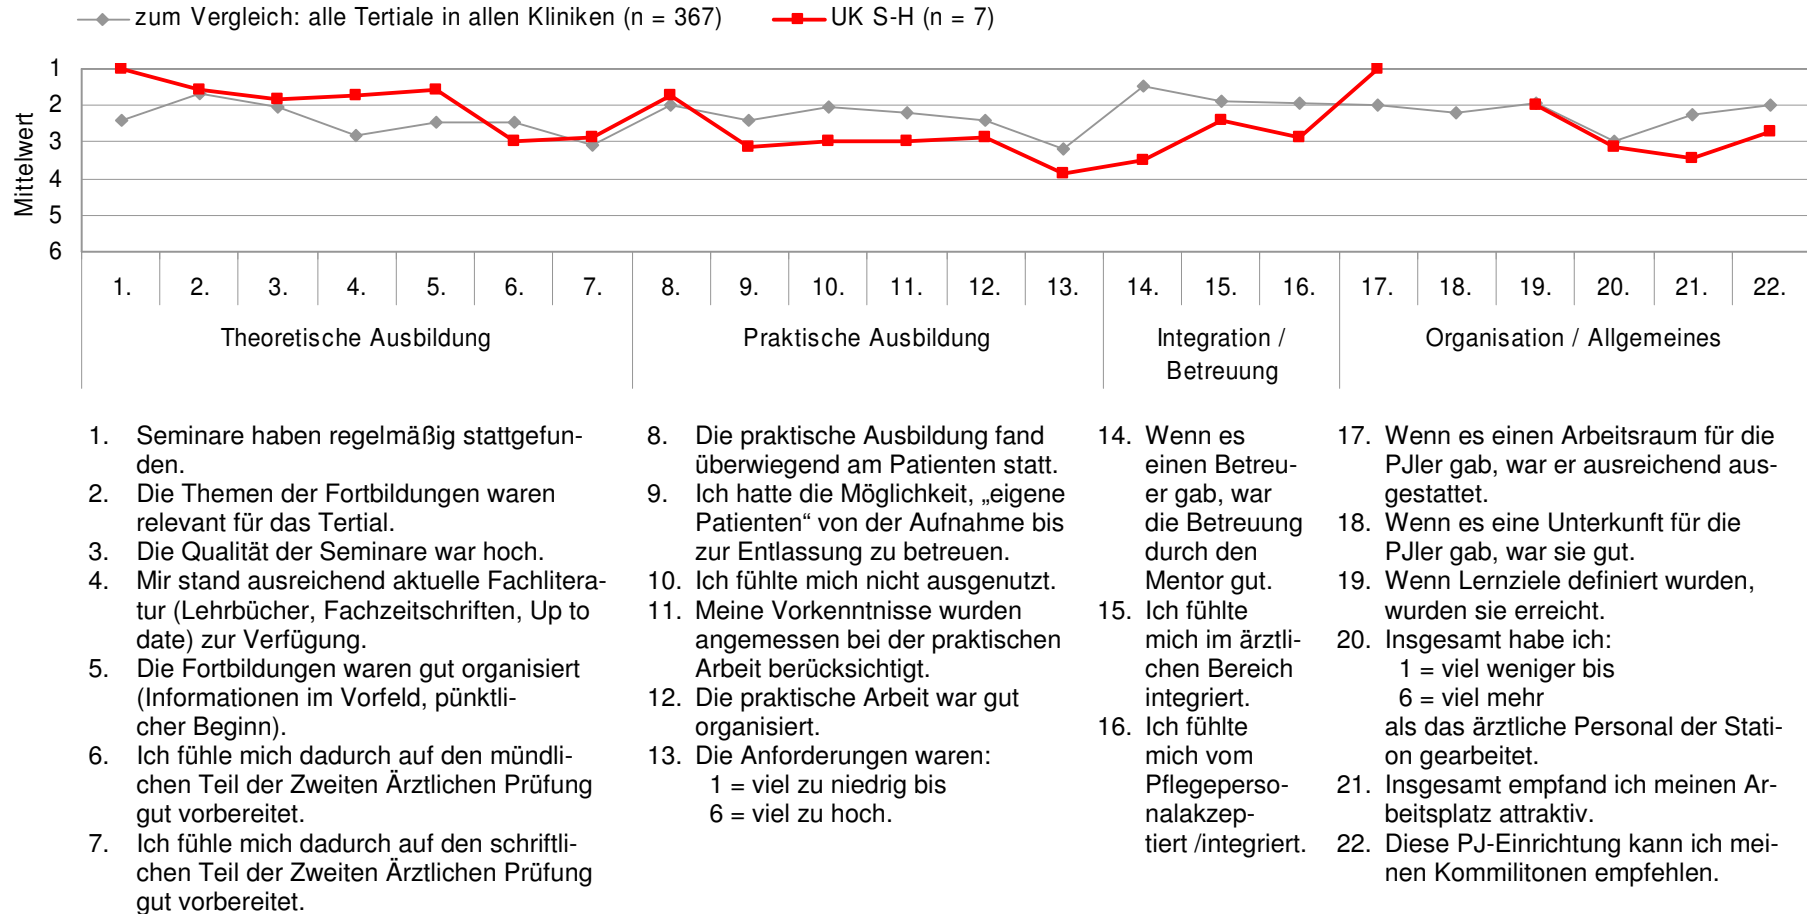 zum Vergleich: alle Tertiale in allen Kliniken (n = 367) UK S-H (n = 7)
Mittelwert
1
2
3
4
5
6
1. 2. 3. 4. 5. 6. 7. 8. 9. 10. 11. 12. 13. 14. 15. 16. 17. 18. 19. 20. 21. 22.
Theoretische Ausbildung
Praktische Ausbildung
Integration /
Betreuung
Organisation / Allgemeines
1. Seminare haben regelmäßig stattgefun-
den.
2. Die Themen der Fortbildungen waren
relevant für das Tertial.
3. Die Qualität der Seminare war hoch.
4. Mir stand ausreichend aktuelle Fachlitera-
tur (Lehrbücher, Fachzeitschriften, Up to
date) zur Verfügung.
5. Die Fortbildungen waren gut organisiert
(Informationen im Vorfeld, pünktli-
cher Beginn).
6. Ich fühle mich dadurch auf den mündli-
chen Teil der Zweiten Ärztlichen Prüfung
gut vorbereitet.
7. Ich fühle mich dadurch auf den schriftli-
chen Teil der Zweiten Ärztlichen Prüfung
gut vorbereitet.
8. Die praktische Ausbildung fand
überwiegend am Patienten statt.
9. Ich hatte die Möglichkeit, „eigene
Patienten“ von der Aufnahme bis
zur Entlassung zu betreuen.
10. Ich fühlte mich nicht ausgenutzt.
11. Meine Vorkenntnisse wurden
angemessen bei der praktischen
Arbeit berücksichtigt.
12. Die praktische Arbeit war gut
organisiert.
13. Die Anforderungen waren:
1 = viel zu niedrig bis
6 = viel zu hoch.
14. Wenn es
einen Betreu-
er gab, war
die Betreuung
durch den
Mentor gut.
15. Ich fühlte
mich im ärztli-
chen Bereich
integriert.
16. Ich fühlte
mich vom
Pflegeperso-
nalakzep-
tiert /integriert.
17. Wenn es einen Arbeitsraum für die
PJler gab, war er ausreichend aus-
gestattet.
18. Wenn es eine Unterkunft für die
PJler gab, war sie gut.
19. Wenn Lernziele definiert wurden,
wurden sie erreicht.
20. Insgesamt habe ich:
1 = viel weniger bis
6 = viel mehr
als das ärztliche Personal der Stati-
on gearbeitet.
21. Insgesamt empfand ich meinen Ar-
beitsplatz attraktiv.
22. Diese PJ-Einrichtung kann ich mei-
nen Kommilitonen empfehlen.